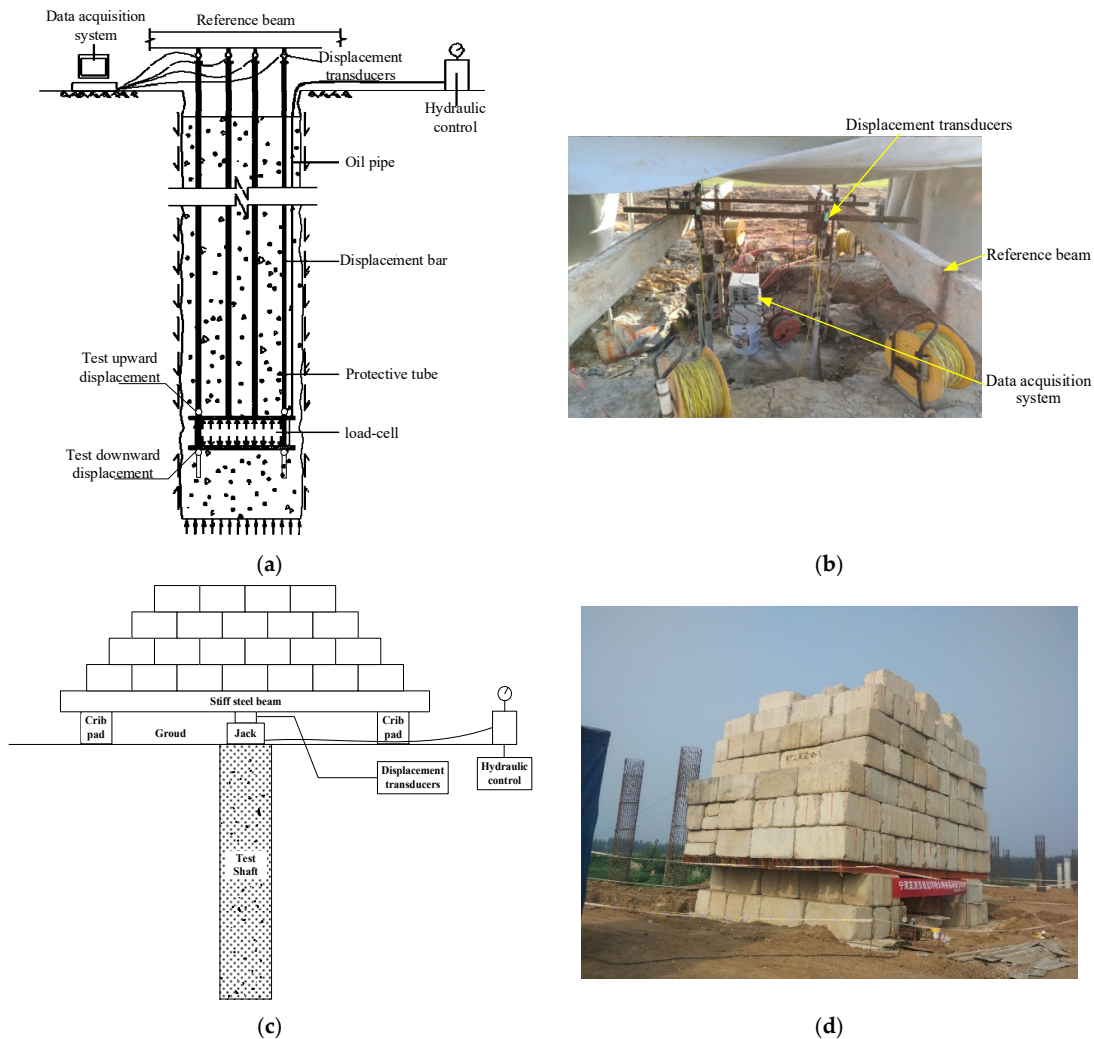 Data acquisition
system
Reference beam
Displacement
transducers
Hydraulic
control
Oil pipe
Displacement bar
Test upward
displacement
Protective tube
load-cell
Test downward
displacement
(a)
Displacement transducers
Reference beam
Data acquisition
system
(b)
Stiff steel beam
Crib
pad
Groud
Jack
Crib
pad
Displacement
transducers
Hydraulic
control
Test
Shaft
(c)
(d)